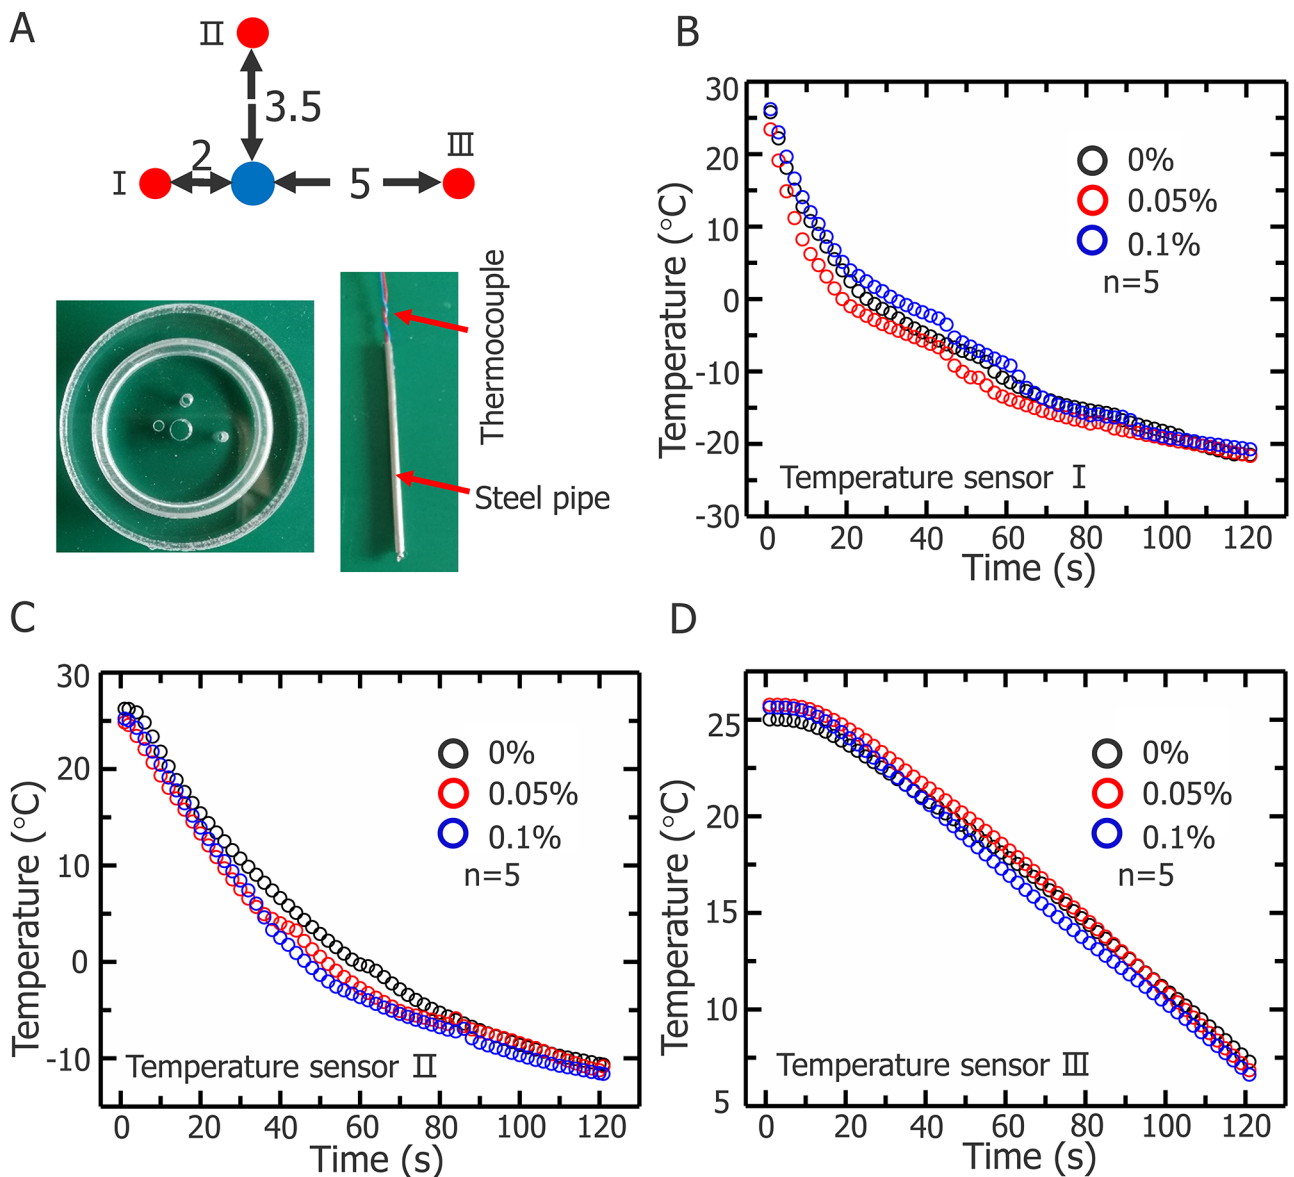 A
II
3.5
2
III
I
5
Thermocouple
Steel pipe
B
30
20
10
0
-10
-20
-30
Temperature (°C)
0%
0.05%
0.1%
n=5
Temperature sensor I
0 20 40 60 80 100 120
Time (s)
C
30
20
10
0
-10
Temperature (°C)
0%
0.05%
0.1%
n=5
Temperature sensor II
0 20 40 60 80 100 120
Time (s)
D
25
20
15
10
5
Temperature (°C)
0%
0.05%
0.1%
n=5
Temperature sensor III
0 20 40 60 80 100 120
Time (s)